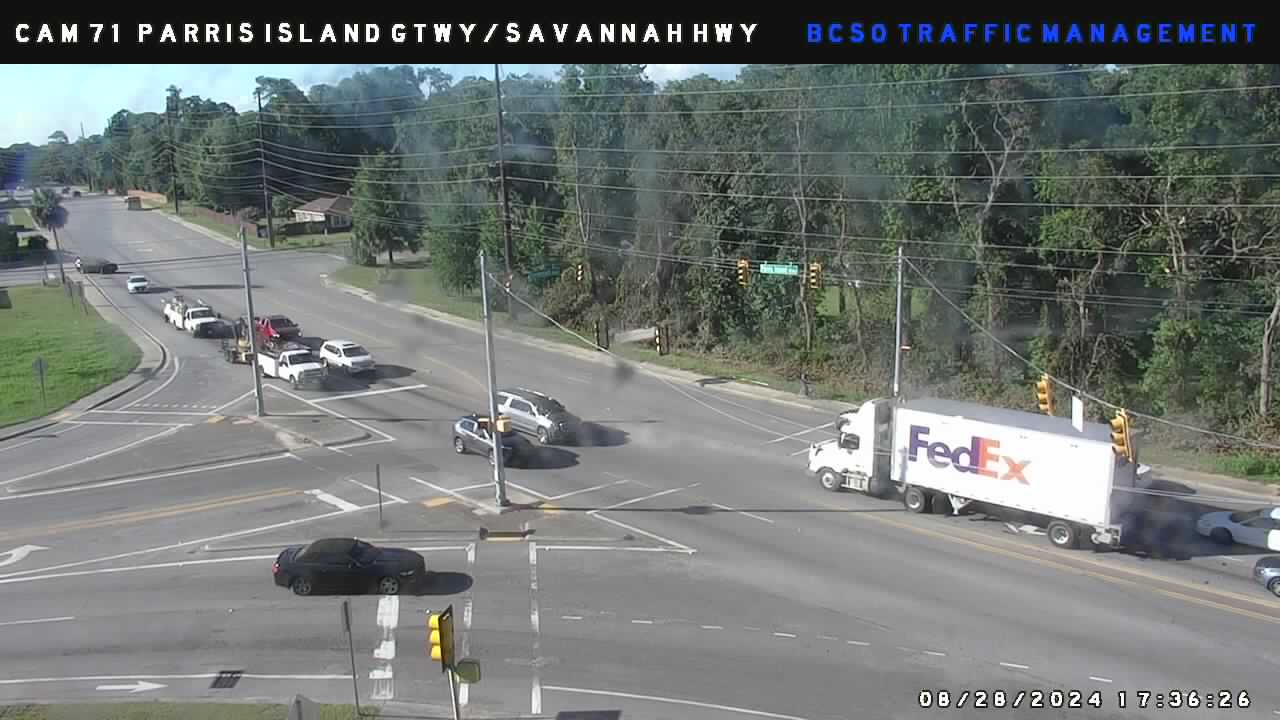 CAM 71 PARRIS ISLAND GTWY/SAVANNAH HWY
BCSO TRAFFIC MANAGEMENT
FedEx
08/28/2024 17:36:26